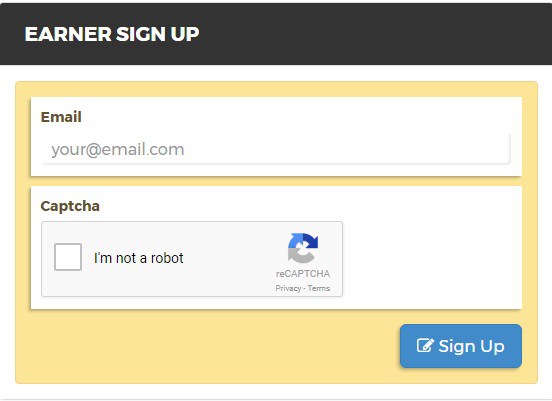 EARNER SIGN UP
Email
your@email.com
Captcha
I'm not a robot
reCAPTCHA
Privacy - Terms
Sign Up